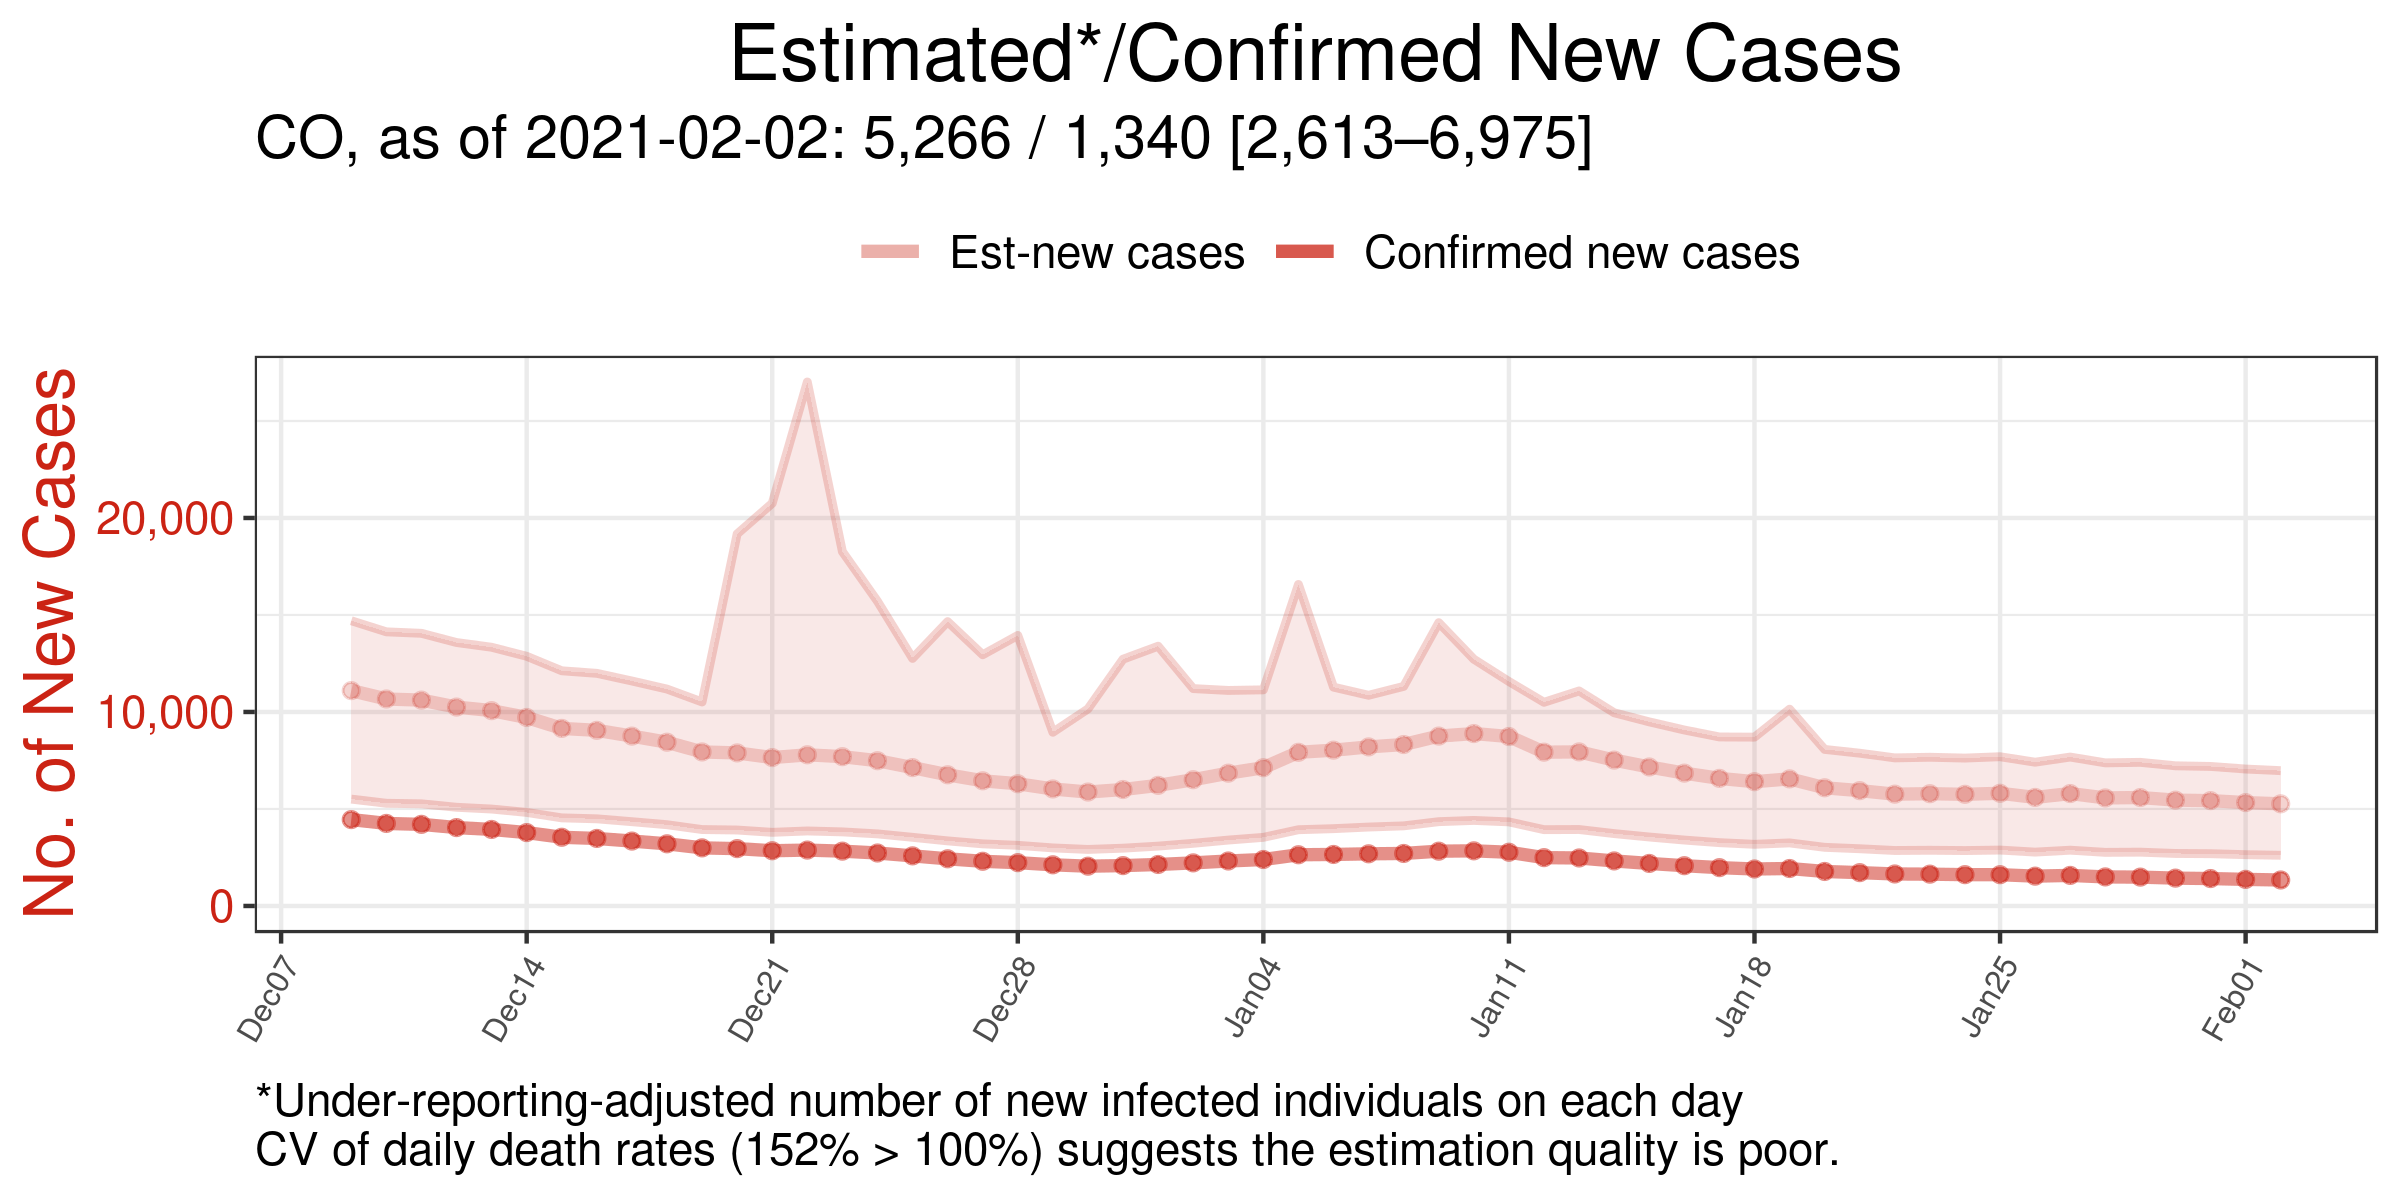 Estimated*/Confirmed New Cases
CO, as of 2021-02-02: 5,266 / 1,340 [2,613–6,975]
Est-new cases
Confirmed new cases
No. of New Cases
20,000
10,000
0
Dec07
Dec14
Dec21
Dec28
Jan04
Jan11
Jan18
Jan25
Feb01
*Under-reporting-adjusted number of new infected individuals on each day
CV of daily death rates (152% > 100%) suggests the estimation quality is poor.